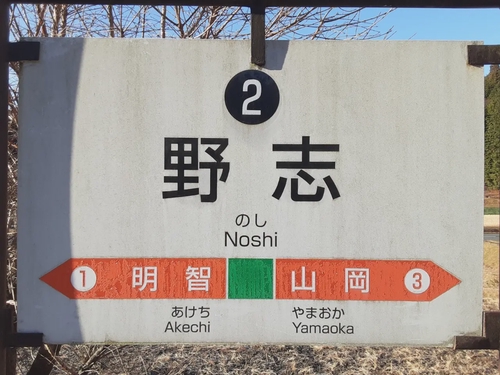 2
野志
のし
Noshi
1 明智 山岡 3
あけち やまおか
Akechi Yamaoka